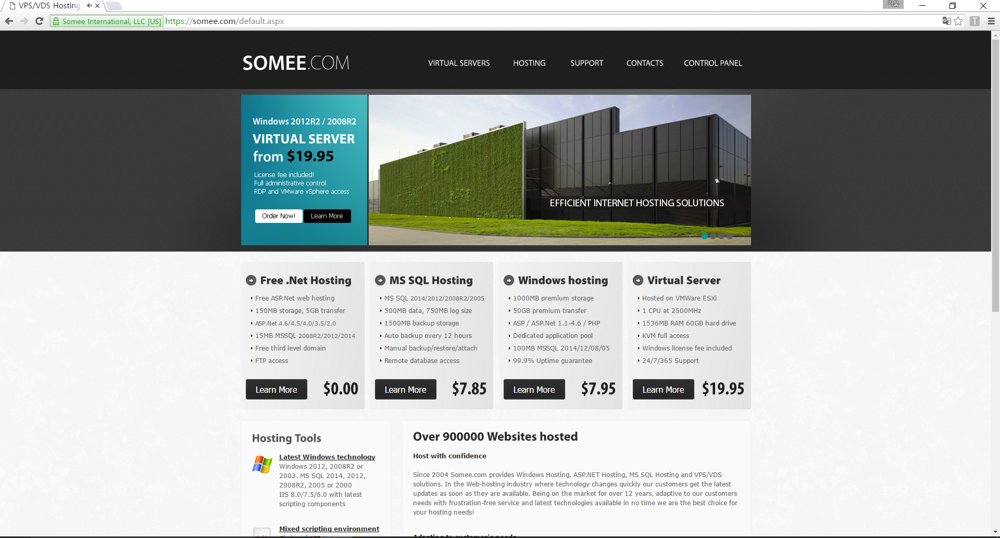 VPS/VDS Hosting
기웅
Somee International, LLC [US] https://somee.com/default.aspx
T
SOMEE.COM
VIRTUAL SERVERS HOSTING SUPPORT CONTACTS CONTROL PANEL
Windows 2012R2 / 2008R2
VIRTUAL SERVER
from $19.95
License fee included!
Full administrative control
RDP and VMware vSphere access
Order Now! Learn More
EFFICIENT INTERNET HOSTING SOLUTIONS
Free .Net Hosting
Free ASP.Net web hosting
150MB storage, 5GB transfer
ASP.Net 4.6/4.5/4.0/3.5/2.0
15MB MSSQL 2008R2/2012/2014
Free third level domain
FTP access
Learn More $0.00
MS SQL Hosting
MS SQL 2014/2012/2008R2/2005
500MB data, 750MB log size
1500MB backup storage
Auto backup every 12 hours
Manual backup/restore/attach
Remote database access
Learn More $7.85
Windows hosting
1000MB premium storage
50GB premium transfer
ASP / ASP.Net 1.1-4.6 / PHP
Dedicated application pool
100MB MSSQL 2014/12/08/05
99.9% Uptime guarantee
Learn More $7.95
Virtual Server
Hosted on VMWare ESXi
1 CPU at 2500MHz
1536MB RAM 60GB hard drive
KVM full access
Windows license fee included
24/7/365 Support
Learn More $19.95
Hosting Tools
Latest Windows technology
Windows 2012, 2008R2 or
2003. MS SQL 2014, 2012,
2008R2, 2005 or 2000
IIS 8.0/7.5/6.0 with latest
scripting components
Mixed scripting environment
Over 900000 Websites hosted
Host with confidence
Since 2004 Somee.com provides Windows Hosting, ASP.NET Hosting, MS SQL Hosting and VPS/VDS
solutions. In the Web-hosting industry where technology changes quickly our customers get the latest
updates as soon as they are available. Being on the market for over 12 years, adaptive to our customers
needs with frustration-free service and latest technologies available in no time we are the best choice for
your hosting needs!
Adapting to customer's needs